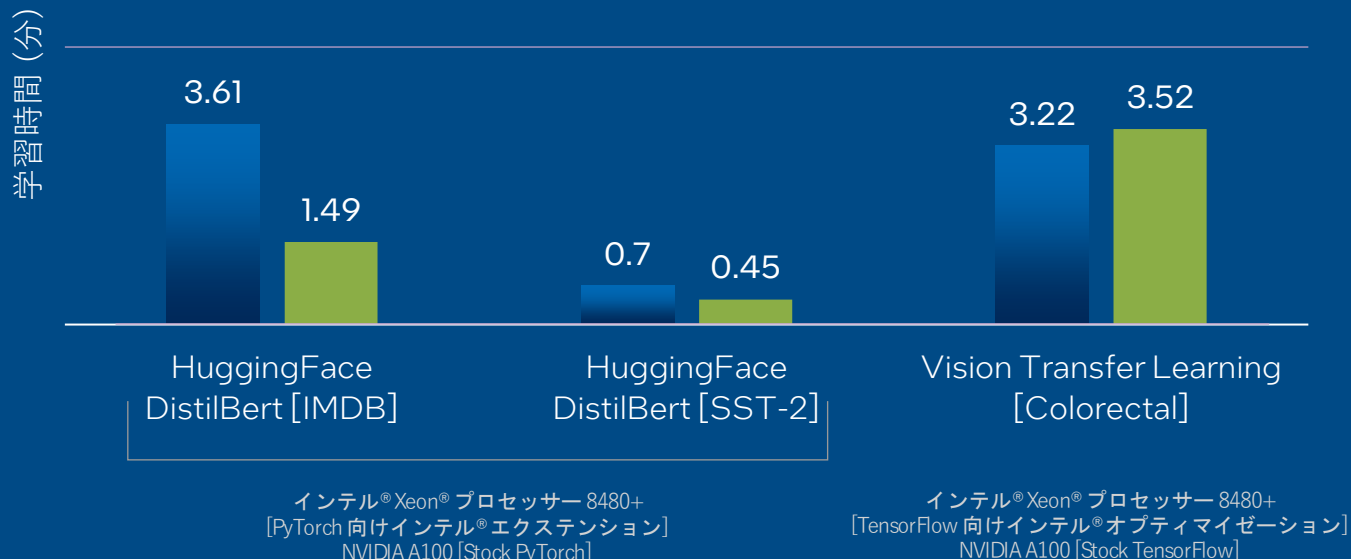 学習時間 (分)
3.61
1.49
0.7
0.45
3.22
3.52
HuggingFace
DistilBert [IMDB]
HuggingFace
DistilBert [SST-2]
Vision Transfer Learning
[Colorectal]
インテル® Xeon® プロセッサー 8480+
[PyTorch 向けインテル® エクステンション]
NVIDIA A100 [Stock PyTorch]
インテル® Xeon® プロセッサー 8480+
[TensorFlow 向けインテル® オプティマイゼーション]
NVIDIA A100 [Stock TensorFlow]